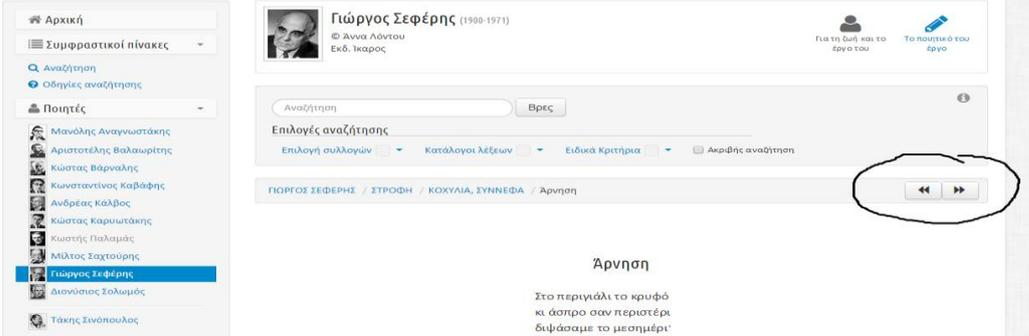 Αρχική
Συμφραστικοί πίνακες
Αναζήτηση
Οδηγίες αναζήτησης
Ποιητές
Μανόλης Αναγνωστάκης
Αριστοτέλης Βαλαωρίτης
Κώστας Βάρναλης
Κωνσταντίνος Καβάφης
Ανδρέας Κάλβος
Κώστας Καρυωτάκης
Κωστής Παλαμάς
Μίλτος Σαχτούρης
Γιώργος Σεφέρης
Διονύσιος Σολωμός
Τάκης Σινόπουλος
Γιώργος Σεφέρης (1900-1971)
© Άννα Λόντου
Εκδ. Ίκαρος
Για τη ζωή και το
έργο του
Το ποιητικό του
έργο
Αναζήτηση
Βρες
Επιλογές αναζήτησης
Επιλογή συλλογών
Κατάλογοι λέξεων
Ειδικά Κριτήρια
Ακριβής αναζήτηση
ΓΙΩΡΓΟΣ ΣΕΦΕΡΗΣ / ΣΤΡΟΦΗ / ΚΟΧΥΛΙΑ, ΣΥΝΝΕΦΑ / Άρνηση
Άρνηση
Στο περιγιάλι το κρυφό
κι άσπρο σαν περιστέρι
διψάσαμε το μεσημέρι·